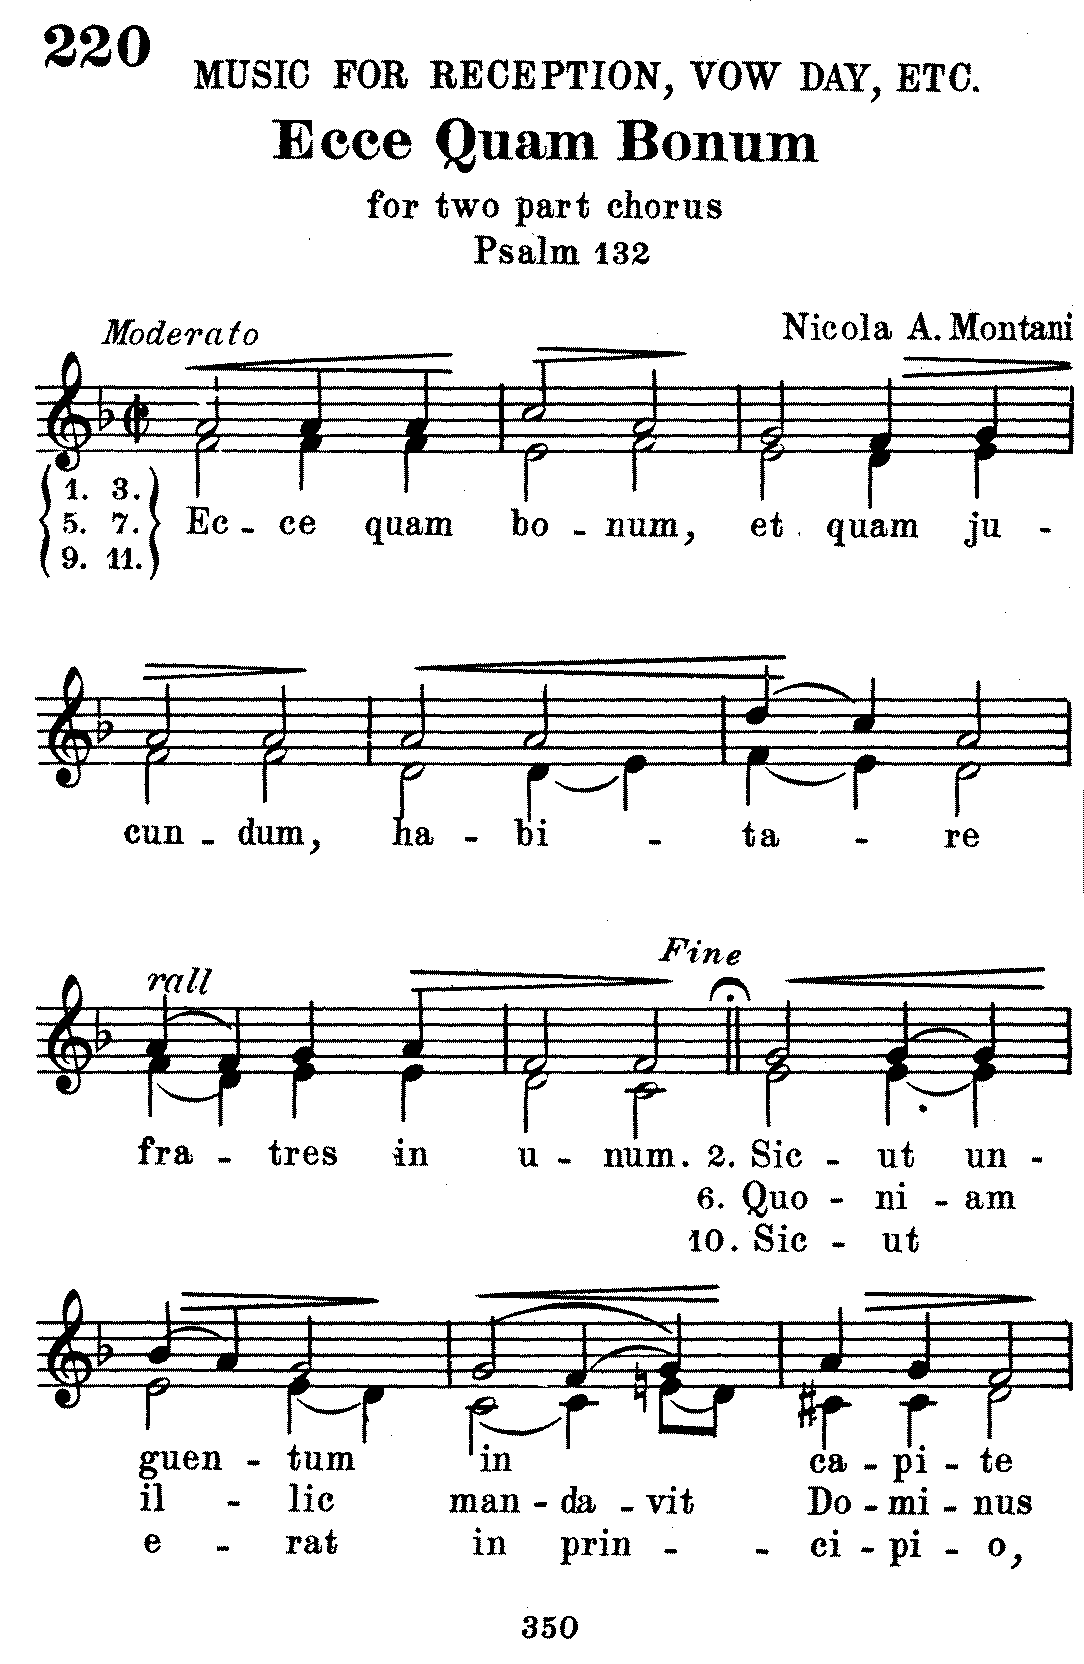 220
MUSIC FOR RECEPTION, VOW DAY, ETC.
Ecce Quam Bonum
for two part chorus
Psalm 132
Nicola A. Montani
Moderato
1. 3.
5. 7.
9. 11.
Ec - ce quam bo - num, et quam ju -
cun - dum, ha - bi - ta - re
Fine
rall
fra - tres in u - num. 2. Sic - ut un -
6. Quo - ni - am
10. Sic - ut
guen - tum in ca - pi - te
il - lic man - da - vit Do - mi - nus
e - rat in prin - - ci - pi - o,
350